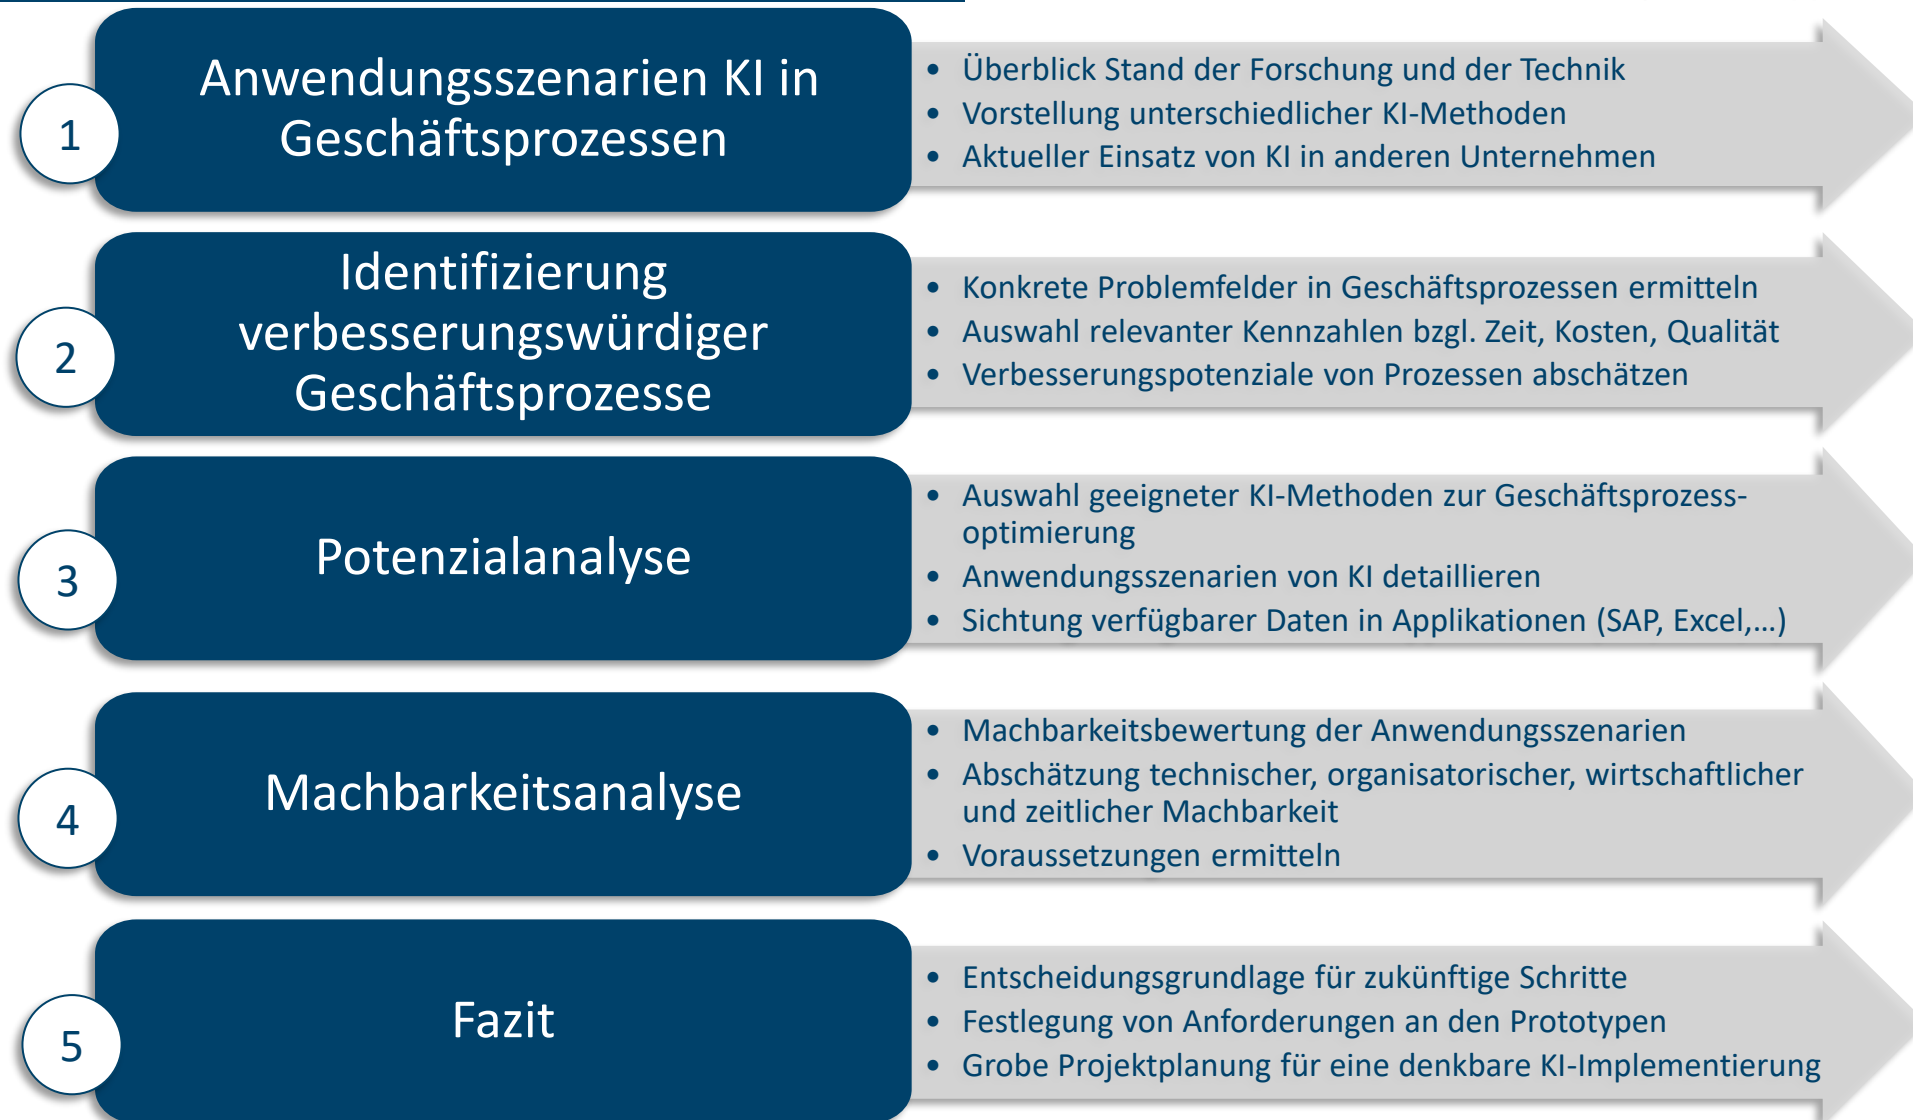 1
Anwendungsszenarien KI in
Geschäftsprozessen
• Überblick Stand der Forschung und der Technik
• Vorstellung unterschiedlicher KI-Methoden
• Aktueller Einsatz von KI in anderen Unternehmen
2
Identifizierung
verbesserungswürdiger
Geschäftsprozesse
• Konkrete Problemfelder in Geschäftsprozessen ermitteln
• Auswahl relevanter Kennzahlen bzgl. Zeit, Kosten, Qualität
• Verbesserungspotenziale von Prozessen abschätzen
3
Potenzialanalyse
• Auswahl geeigneter KI-Methoden zur Geschäftsprozess-
optimierung
• Anwendungsszenarien von KI detaillieren
• Sichtung verfügbarer Daten in Applikationen (SAP, Excel,...)
4
Machbarkeitsanalyse
• Machbarkeitsbewertung der Anwendungsszenarien
• Abschätzung technischer, organisatorischer, wirtschaftlicher
und zeitlicher Machbarkeit
• Voraussetzungen ermitteln
5
Fazit
• Entscheidungsgrundlage für zukünftige Schritte
• Festlegung von Anforderungen an den Prototypen
• Grobe Projektplanung für eine denkbare KI-Implementierung